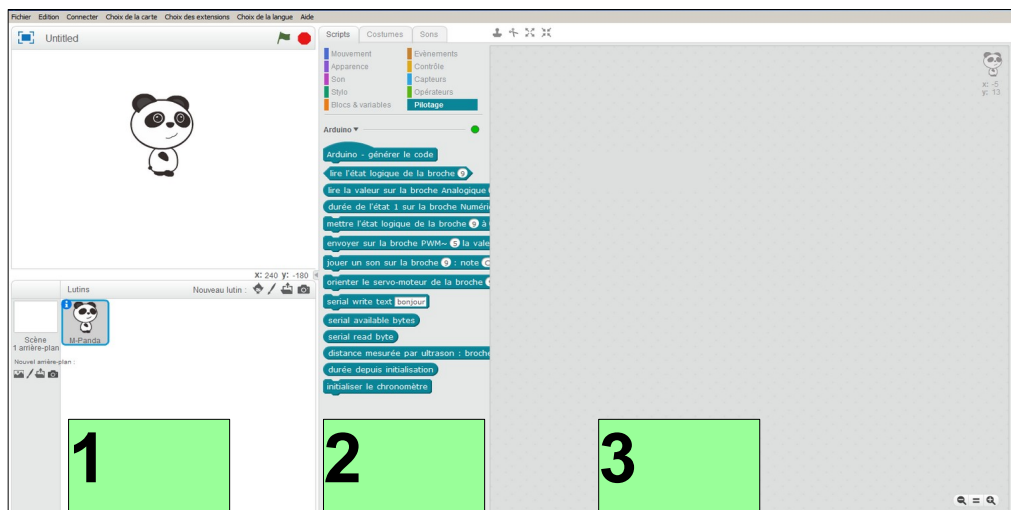 Fichier Edition Connecter Choix de la carte Choix des extensions Choix de la langue Aide
Untitled
X: 240 Y: -180
Lutins
Nouveau lutin :
Scène
1 arrière-plan
Nouvel arrière-plan :
M-Panda
Scripts Costumes Sons
Mouvement Evènements
Apparence Contrôle
Son Capteurs
Stylo Opérateurs
Blocs & variables Pilotage
Arduino
Arduino - générer le code
lire l'état logique de la broche 9
lire la valeur sur la broche Analogique
durée de l'état 1 sur la broche Numéri
mettre l'état logique de la broche 9 à
envoyer sur la broche PWM~ 5 la vale
jouer un son sur la broche 9 : note
orienter le servo-moteur de la broche
serial write text bonjour
serial available bytes
serial read byte
distance mesurée par ultrason : broche
durée depuis initialisation
initialiser le chronomètre
x: -5
y: 13
1
2
3